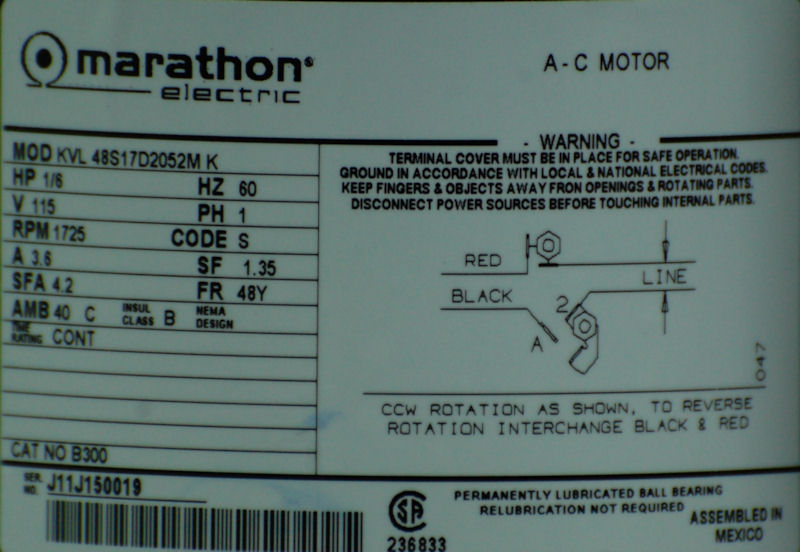 marathon
electric
A-C MOTOR
MOD KVL 48S17D2052M K
HP 1/6 HZ 60
V 115 PH 1
RPM 1725 CODE S
A 3.6 SF 1.35
SFA 4.2 FR 48Y
AMB 40 C INSUL CLASS B NEMA DESIGN
TIME RATING CONT
CAT NO B300
SER. NO. J11J150019
- WARNING -
TERMINAL COVER MUST BE IN PLACE FOR SAFE OPERATION.
GROUND IN ACCORDANCE WITH LOCAL & NATIONAL ELECTRICAL CODES.
KEEP FINGERS & OBJECTS AWAY FRON OPENINGS & ROTATING PARTS.
DISCONNECT POWER SOURCES BEFORE TOUCHING INTERNAL PARTS.
RED
LINE
BLACK
2
A
047
CCW ROTATION AS SHOWN, TO REVERSE
ROTATION INTERCHANGE BLACK & RED
SA
236833
PERMANENTLY LUBRICATED BALL BEARING
RELUBRICATION NOT REQUIRED
ASSEMBLED IN
MEXICO